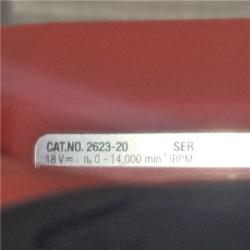 CAT.NO. 2623-20 SER.
18 V⎓ n₀ 0 - 14,000 min⁻¹ /RPM